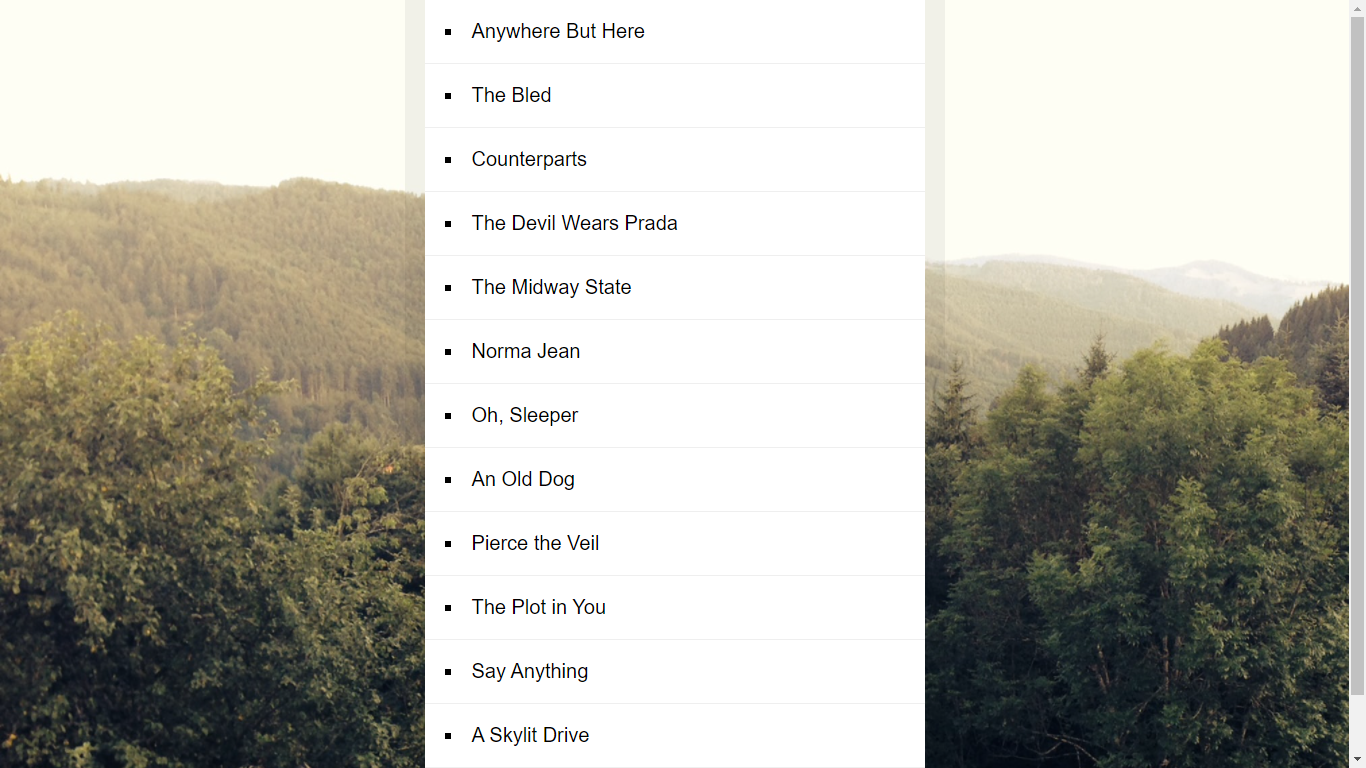 Anywhere But Here
The Bled
Counterparts
The Devil Wears Prada
The Midway State
Norma Jean
Oh, Sleeper
An Old Dog
Pierce the Veil
The Plot in You
Say Anything
A Skylit Drive